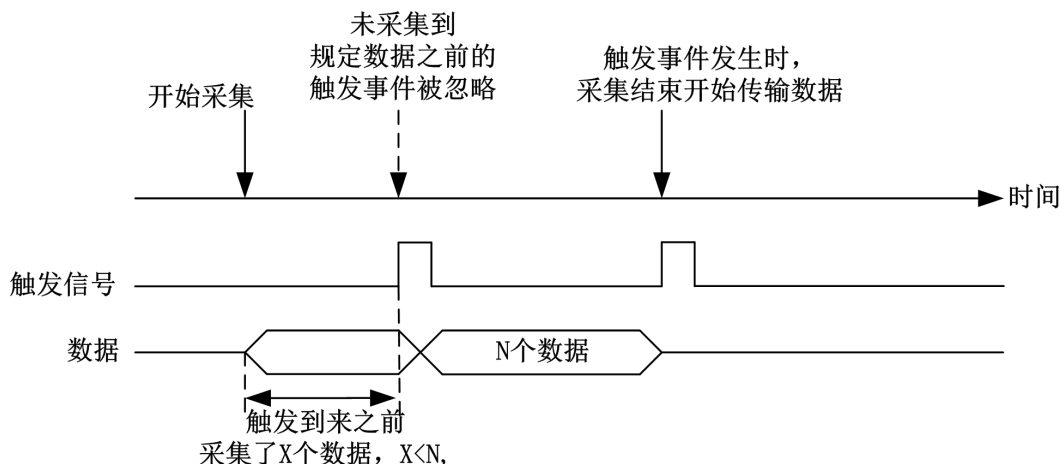 未采集到
规定数据之前的
触发事件被忽略
触发事件发生时，
采集结束开始传输数据
开始采集
时间
触发信号
数据
N个数据
触发到来之前
采集了X个数据，X<N,